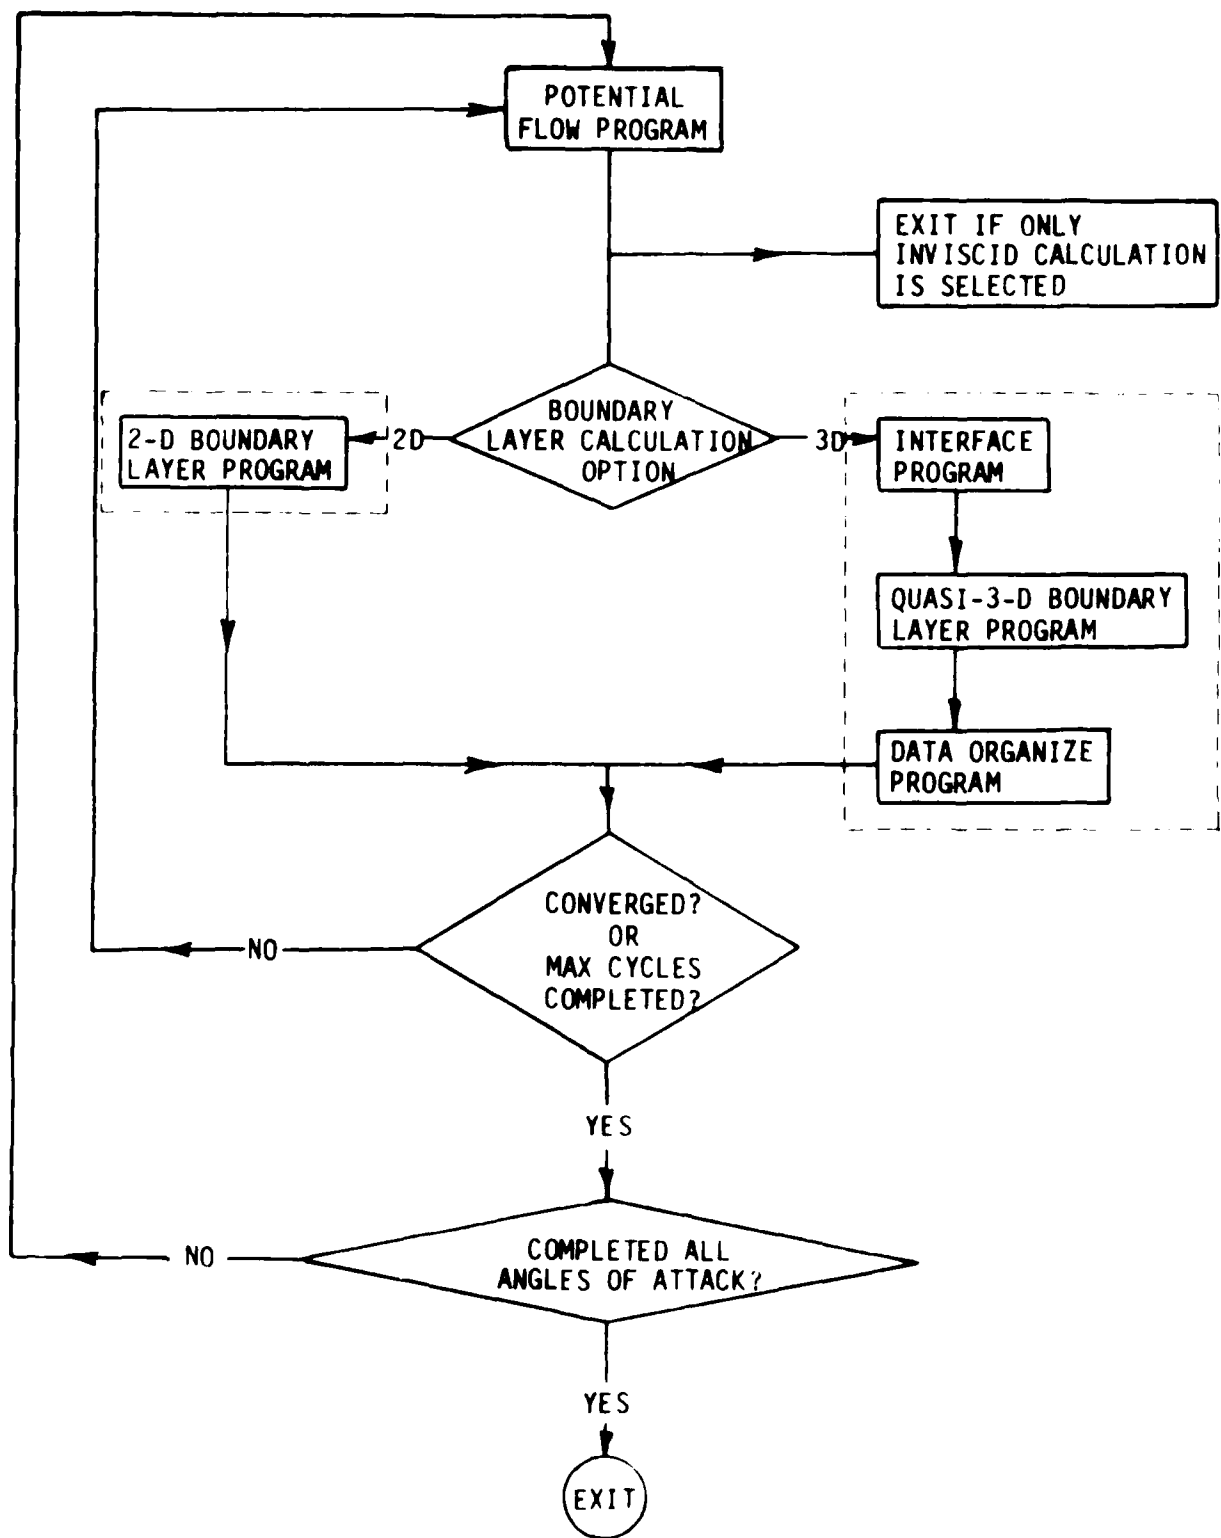 POTENTIAL
FLOW PROGRAM
EXIT IF ONLY
INVISCID CALCULATION
IS SELECTED
BOUNDARY
LAYER CALCULATION
OPTION
2D
3D
2-D BOUNDARY
LAYER PROGRAM
INTERFACE
PROGRAM
QUASI-3-D BOUNDARY
LAYER PROGRAM
DATA ORGANIZE
PROGRAM
CONVERGED?
OR
MAX CYCLES
COMPLETED?
NO
YES
COMPLETED ALL
ANGLES OF ATTACK?
NO
YES
EXIT